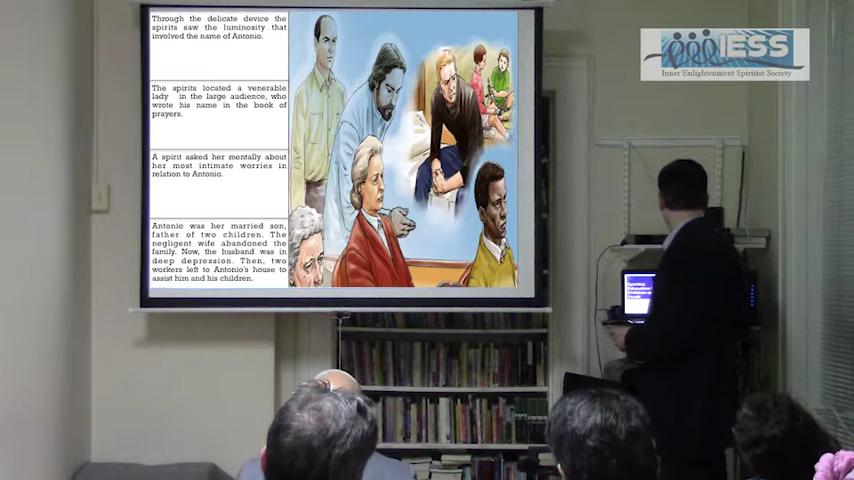 Through the delicate device the
spirits saw the luminosity that
involved the name of Antonio.
The spirits located a venerable
lady in the large audience, who
wrote his name in the book of
prayers.
A spirit asked her mentally about
her most intimate worries in
relation to Antonio.
Antonio was her married son,
father of two children. The
negligent wife abandoned the
family. Now, the husband was in
deep depression. Then, two
workers left to Antonio's house to
assist him and his children.
IESS
Inner Enlightenment Spiritist Society
Spiritist
Education